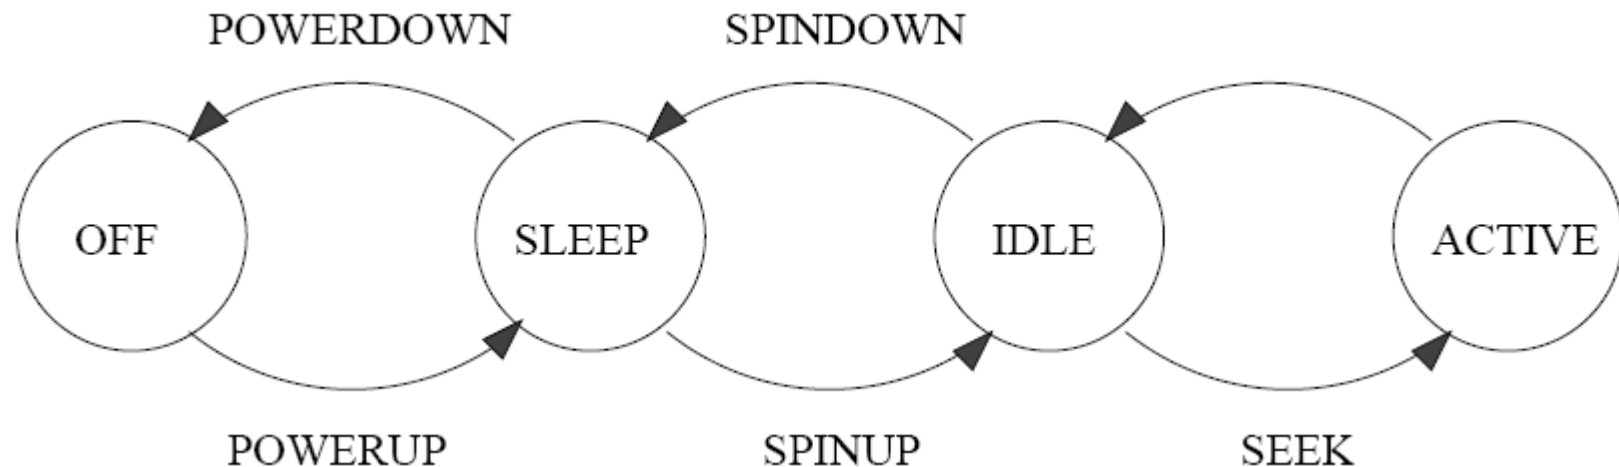 POWERDOWN
SPINDOWN
OFF
SLEEP
IDLE
ACTIVE
POWERUP
SPINUP
SEEK